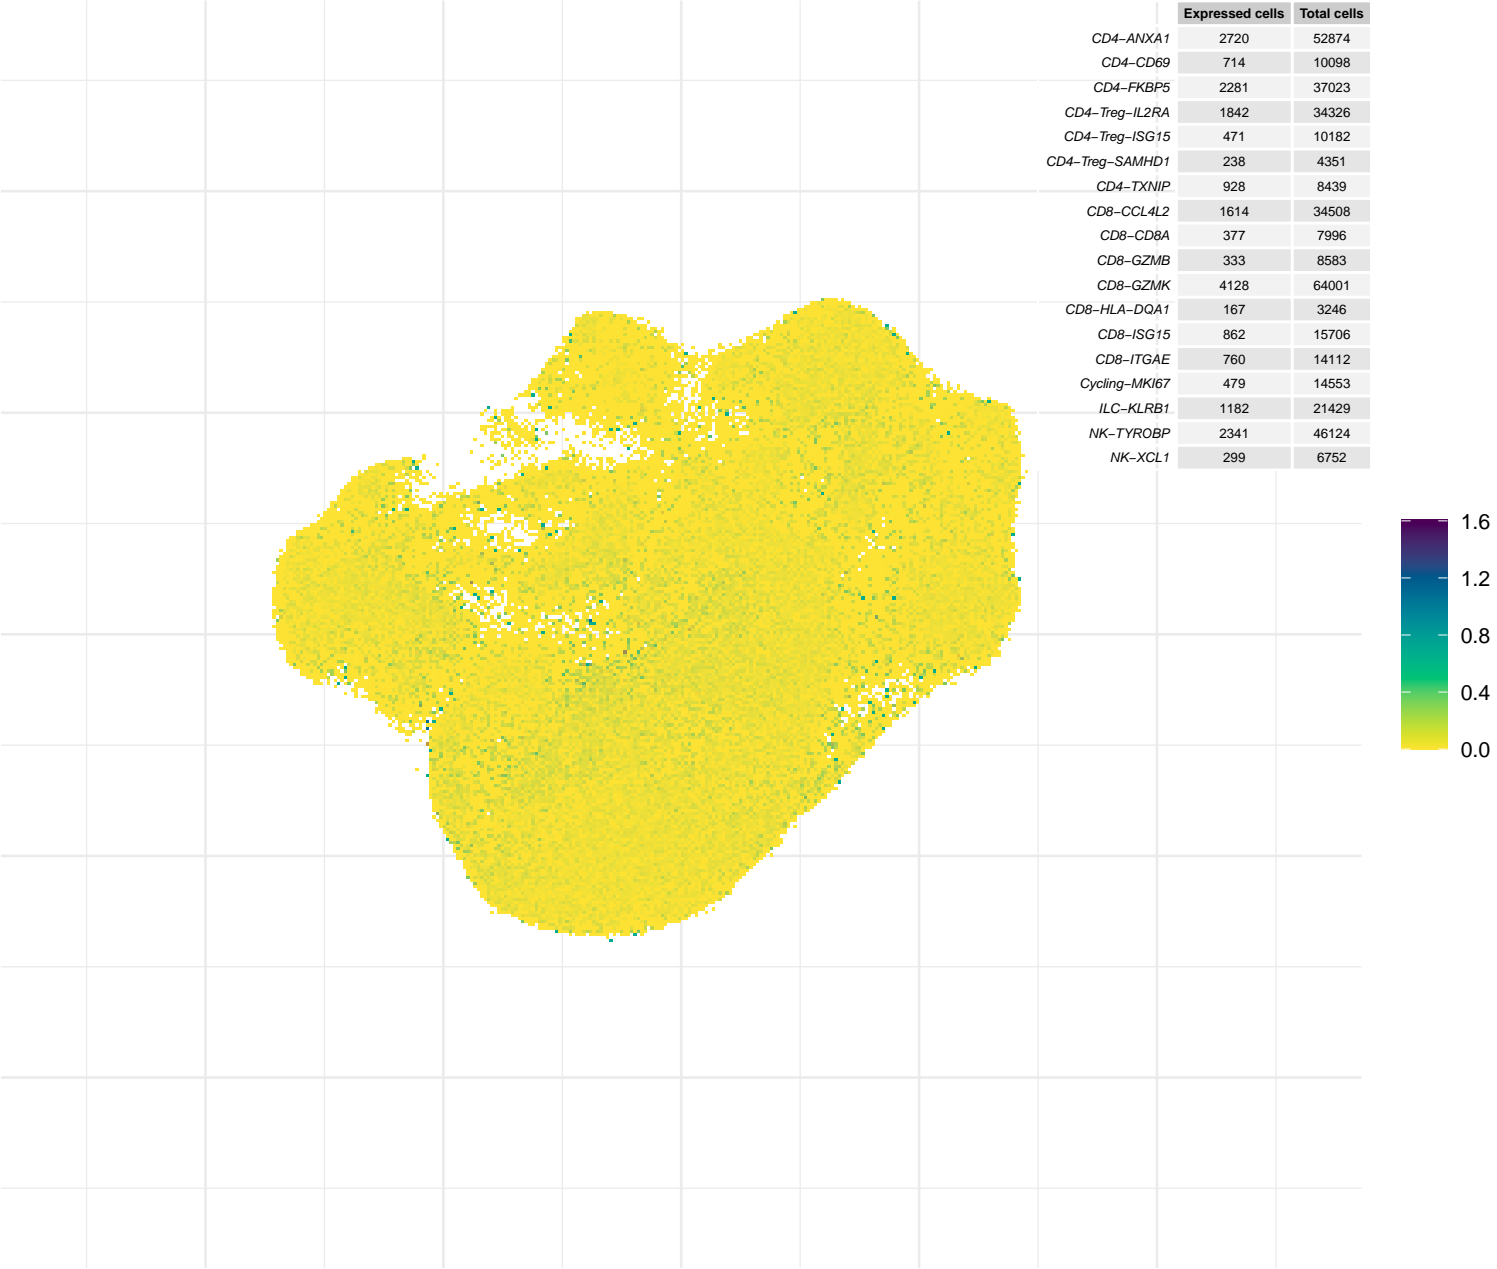 Expressed cells Total cells
CD4−ANXA1 2720 52874
CD4−CD69 714 10098
CD4−FKBP5 2281 37023
CD4−Treg−IL2RA 1842 34326
CD4−Treg−ISG15 471 10182
CD4−Treg−SAMHD1 238 4351
CD4−TXNIP 928 8439
CD8−CCL4L2 1614 34508
CD8−CD8A 377 7996
CD8−GZMB 333 8583
CD8−GZMK 4128 64001
CD8−HLA−DQA1 167 3246
CD8−ISG15 862 15706
CD8−ITGAE 760 14112
Cycling−MKI67 479 14553
ILC−KLRB1 1182 21429
NK−TYROBP 2341 46124
NK−XCL1 299 6752
1.6
1.2
0.8
0.4
0.0